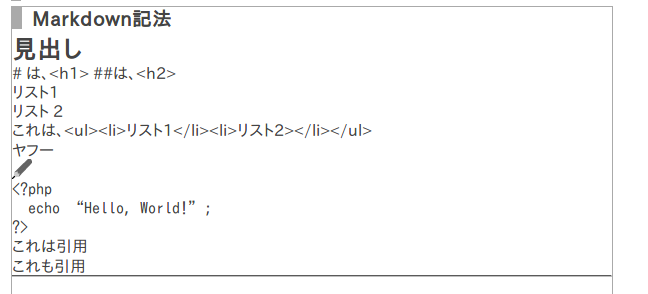 Markdown記法
見出し
# は、<h1> ##は、<h2>
リスト1
リスト 2
これは、<ul><li>リスト1</li><li>リスト2></li></ul>
ヤフー
<?php
  echo “Hello, World!” ;
?>
これは引用
これも引用